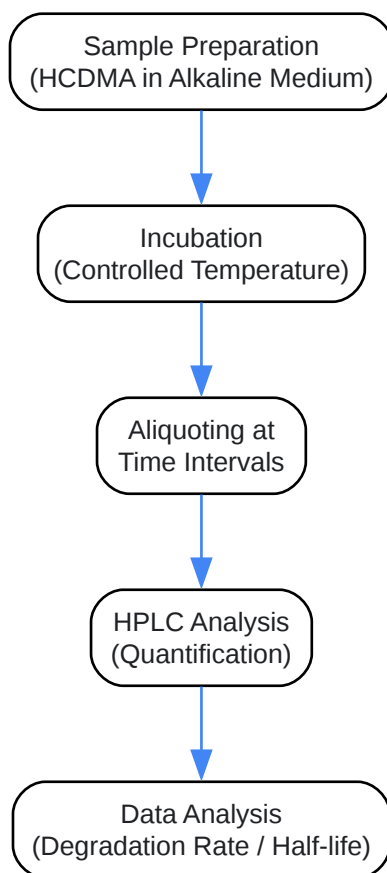 Sample Preparation
(HCDMA in Alkaline Medium)
Incubation
(Controlled Temperature)
Aliquoting at
Time Intervals
HPLC Analysis
(Quantification)
Data Analysis
(Degradation Rate / Half-life)